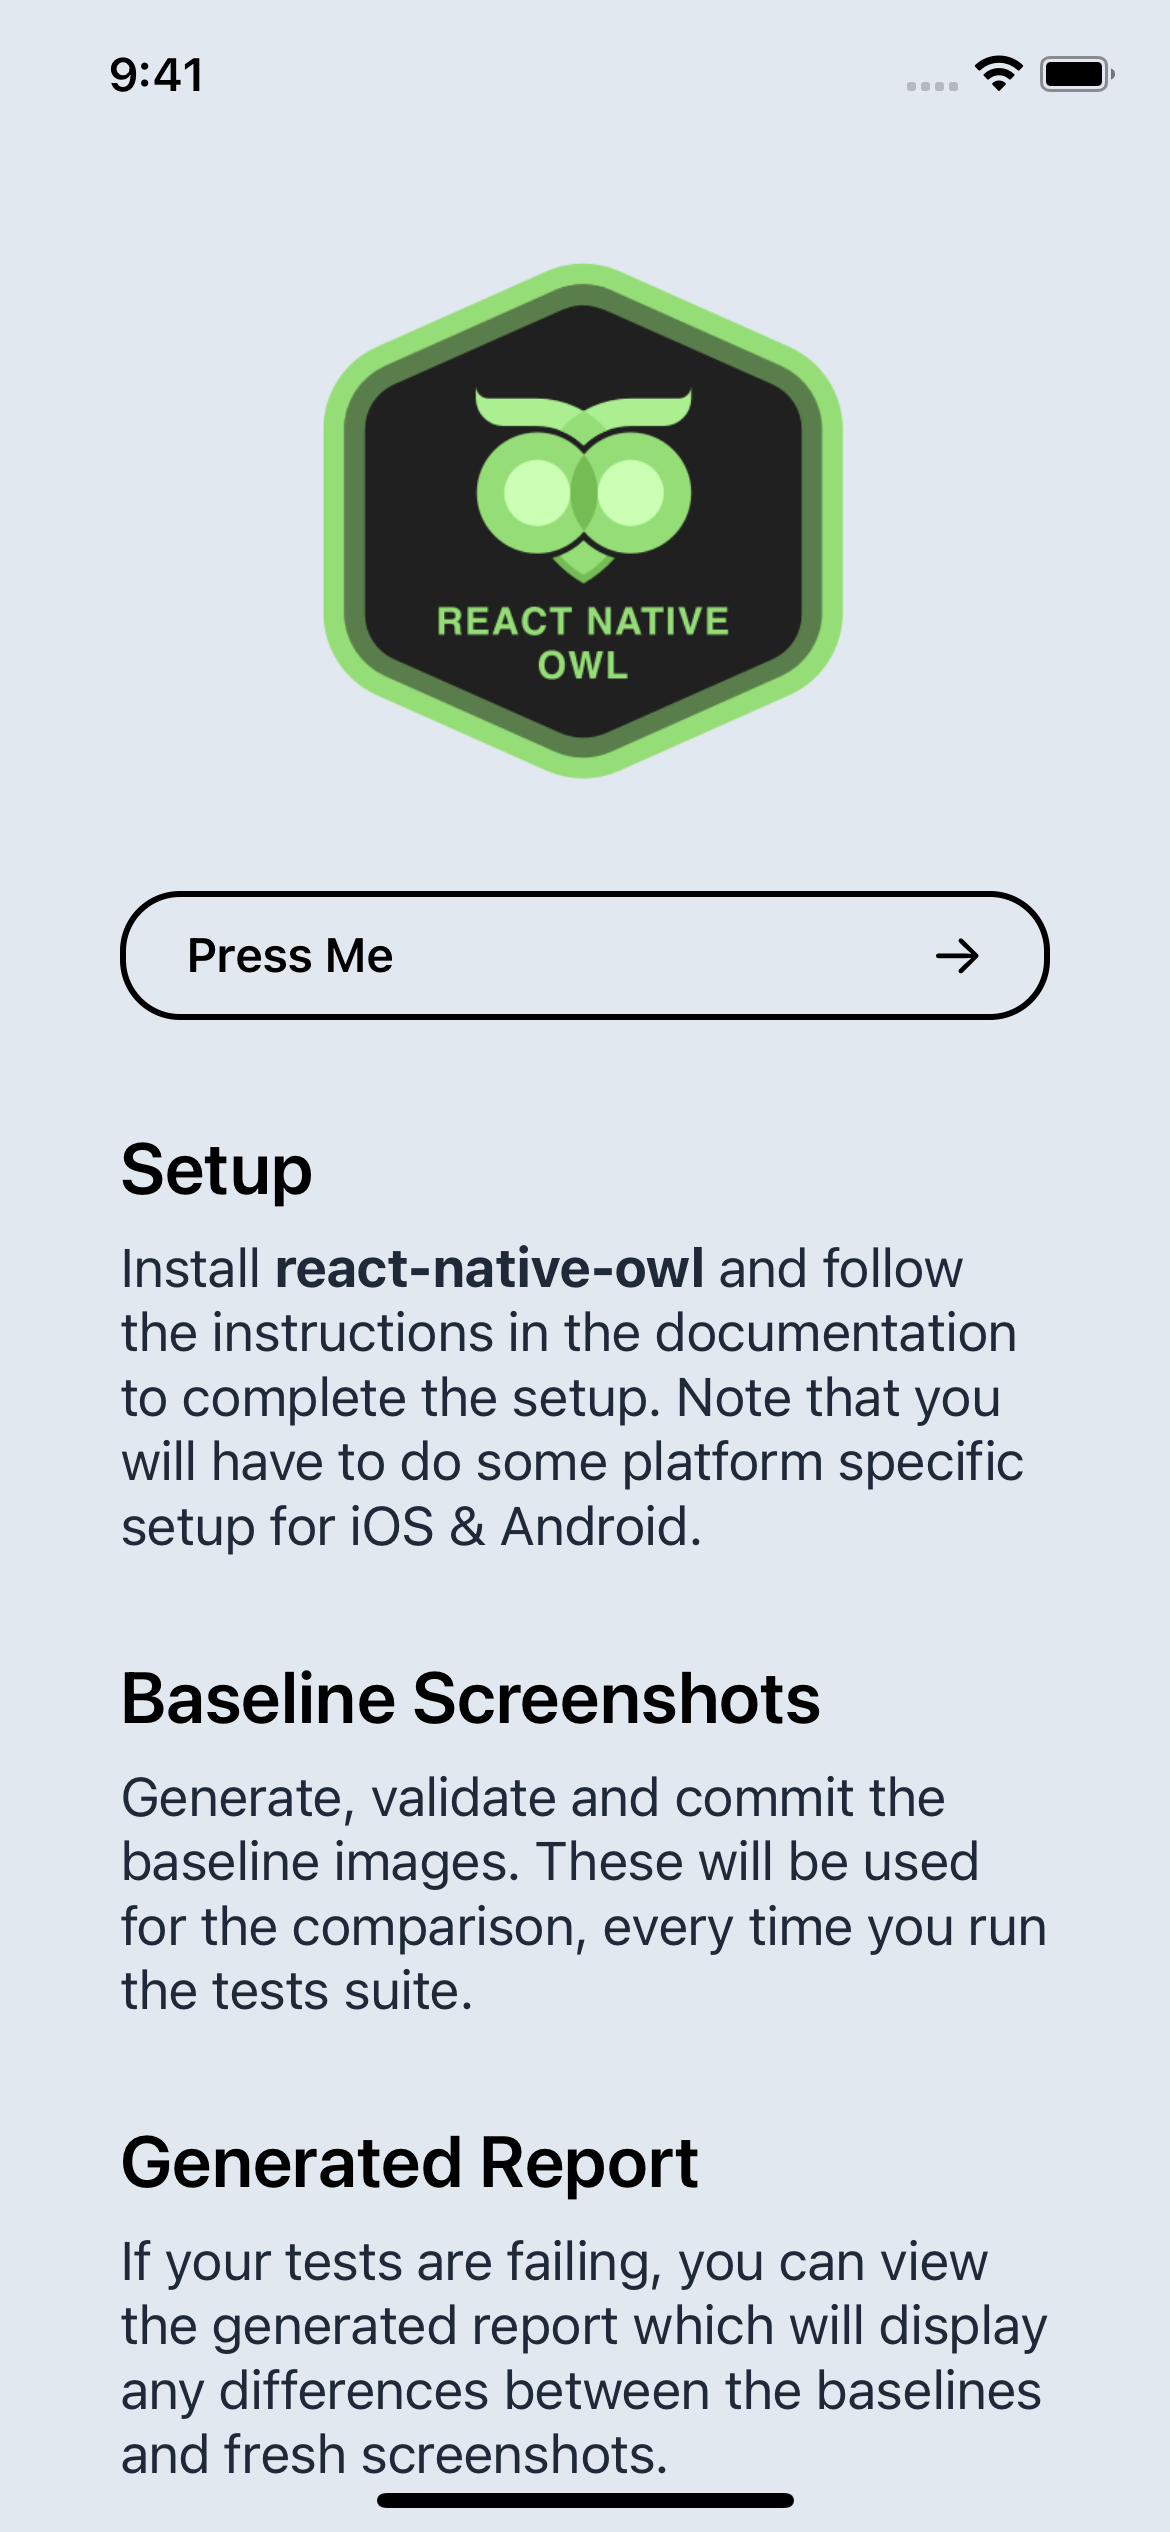 9:41
REACT NATIVE
OWL
Press Me
Setup
Install react-native-owl and follow
the instructions in the documentation
to complete the setup. Note that you
will have to do some platform specific
setup for iOS & Android.
Baseline Screenshots
Generate, validate and commit the
baseline images. These will be used
for the comparison, every time you run
the tests suite.
Generated Report
If your tests are failing, you can view
the generated report which will display
any differences between the baselines
and fresh screenshots.